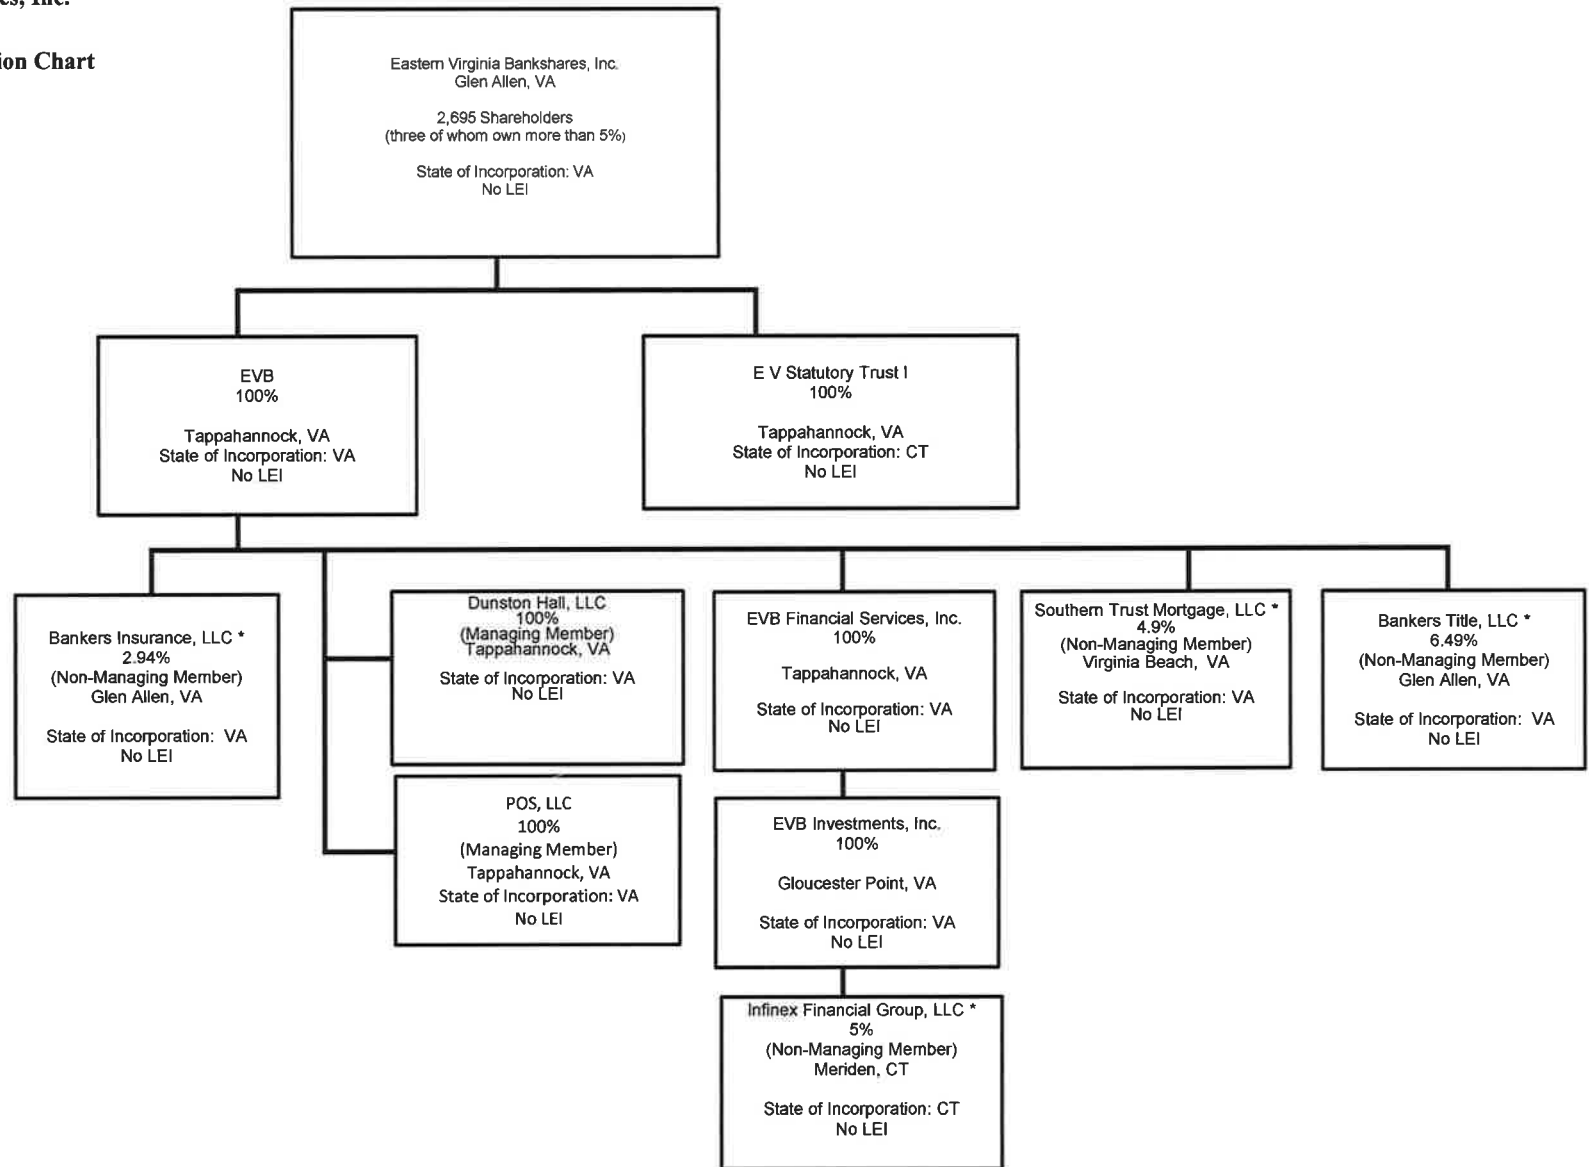 es, Inc.
ion Chart
Eastern Virginia Bankshares, Inc.
Glen Allen, VA
2,695 Shareholders
(three of whom own more than 5%)
State of Incorporation: VA
No LEI
EVB
100%
Tappahannock, VA
State of Incorporation: VA
No LEI
E V Statutory Trust I
100%
Tappahannock, VA
State of Incorporation: CT
No LEI
Bankers Insurance, LLC *
2.94%
(Non-Managing Member)
Glen Allen, VA
State of Incorporation: VA
No LEI
Dunston Hall, LLC
100%
(Managing Member)
Tappahannock, VA
State of Incorporation: VA
No LEI
POS, LLC
100%
(Managing Member)
Tappahannock, VA
State of Incorporation: VA
No LEI
EVB Financial Services, Inc.
100%
Tappahannock, VA
State of Incorporation: VA
No LEI
EVB Investments, Inc.
100%
Gloucester Point, VA
State of Incorporation: VA
No LEI
Infinex Financial Group, LLC *
5%
(Non-Managing Member)
Meriden, CT
State of Incorporation: CT
No LEI
Southern Trust Mortgage, LLC *
4.9%
(Non-Managing Member)
Virginia Beach, VA
State of Incorporation: VA
No LEI
Bankers Title, LLC *
6.49%
(Non-Managing Member)
Glen Allen, VA
State of Incorporation: VA
No LEI